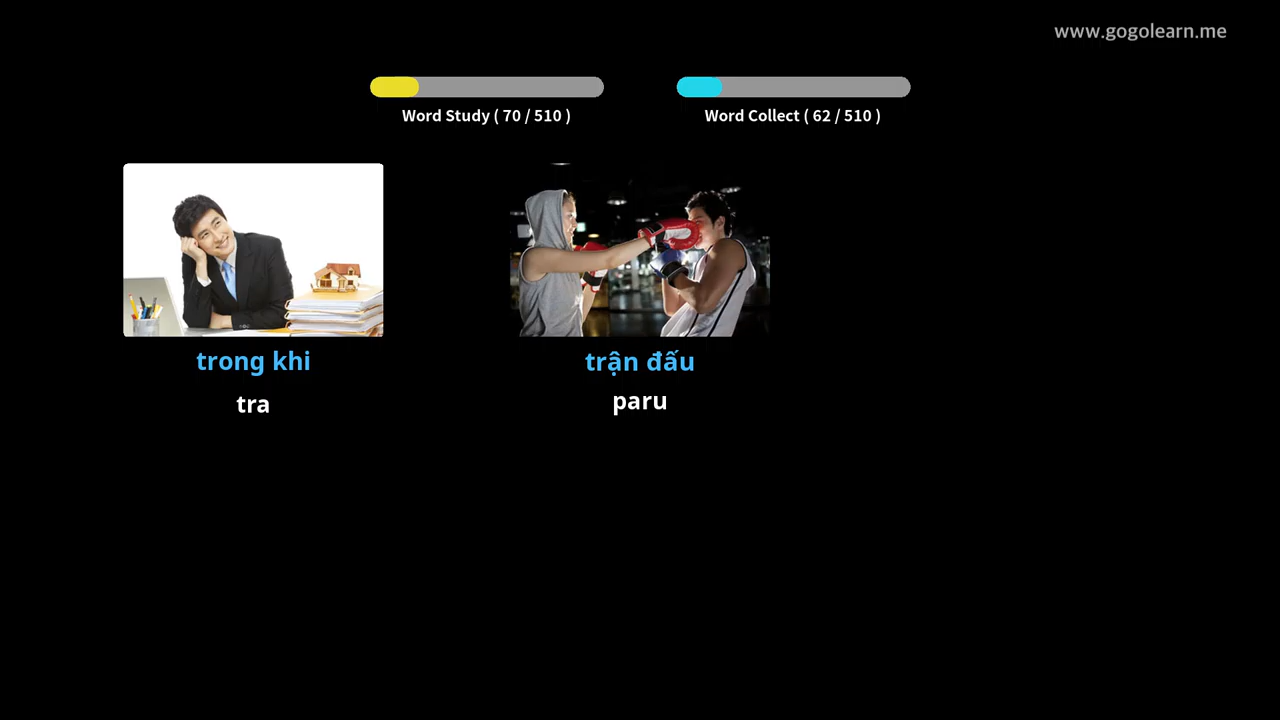 www.gogolearn.me
Word Study ( 70 / 510 )
Word Collect ( 62 / 510 )
trong khi
trận đấu
tra
paru